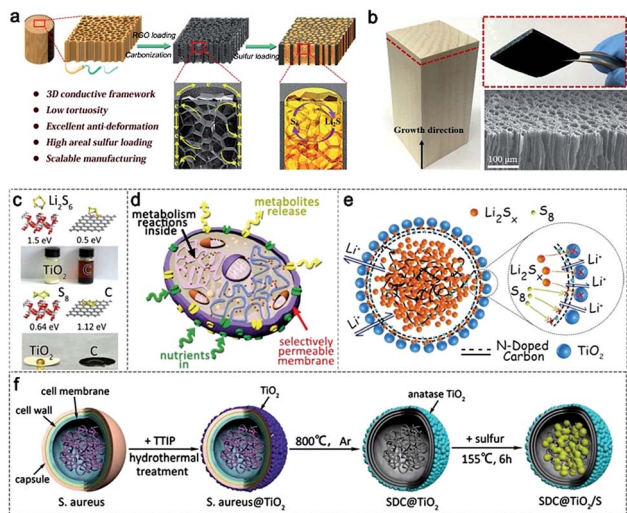 a
RGO loading
Carbonization
Sulfur loading
3D conductive framework
Low tortuosity
Excellent anti-deformation
High areal sulfur loading
Scalable manufacturing
S₈
Li₂S
b
Growth direction
100 μm
c
Li₂S₆
1.5 eV
0.5 eV
TiO₂
C
S₈
C
0.64 eV
1.12 eV
TiO₂
C
d
metabolism
reactions
inside
metabolites
release
nutrients
in
selectively
permeable
membrane
e
Li₂Sₓ
S₈
Li⁺
Li⁺
Li⁺
Li₂Sₓ
Li⁺
S₈
Li⁺
N-Doped
Carbon
TiO₂
f
cell membrane
cell wall
capsule
S. aureus
+ TTIP
hydrothermal
treatment
TiO₂
S. aureus@TiO₂
800℃, Ar
anatase TiO₂
SDC@TiO₂
+ sulfur
155℃, 6h
SDC@TiO₂/S